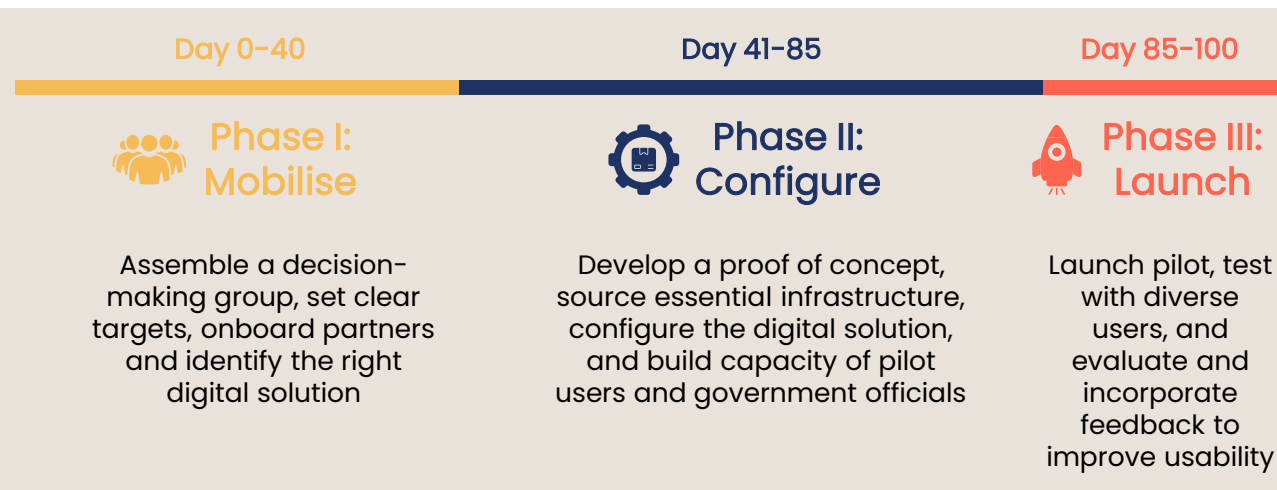 Day 0-40
Day 41-85
Day 85-100
Phase I:
Mobilise
Phase II:
Configure
Phase III:
Launch
Assemble a decision-
making group, set clear
targets, onboard partners
and identify the right
digital solution
Develop a proof of concept,
source essential infrastructure,
configure the digital solution,
and build capacity of pilot
users and government officials
Launch pilot, test
with diverse
users, and
evaluate and
incorporate
feedback to
improve usability